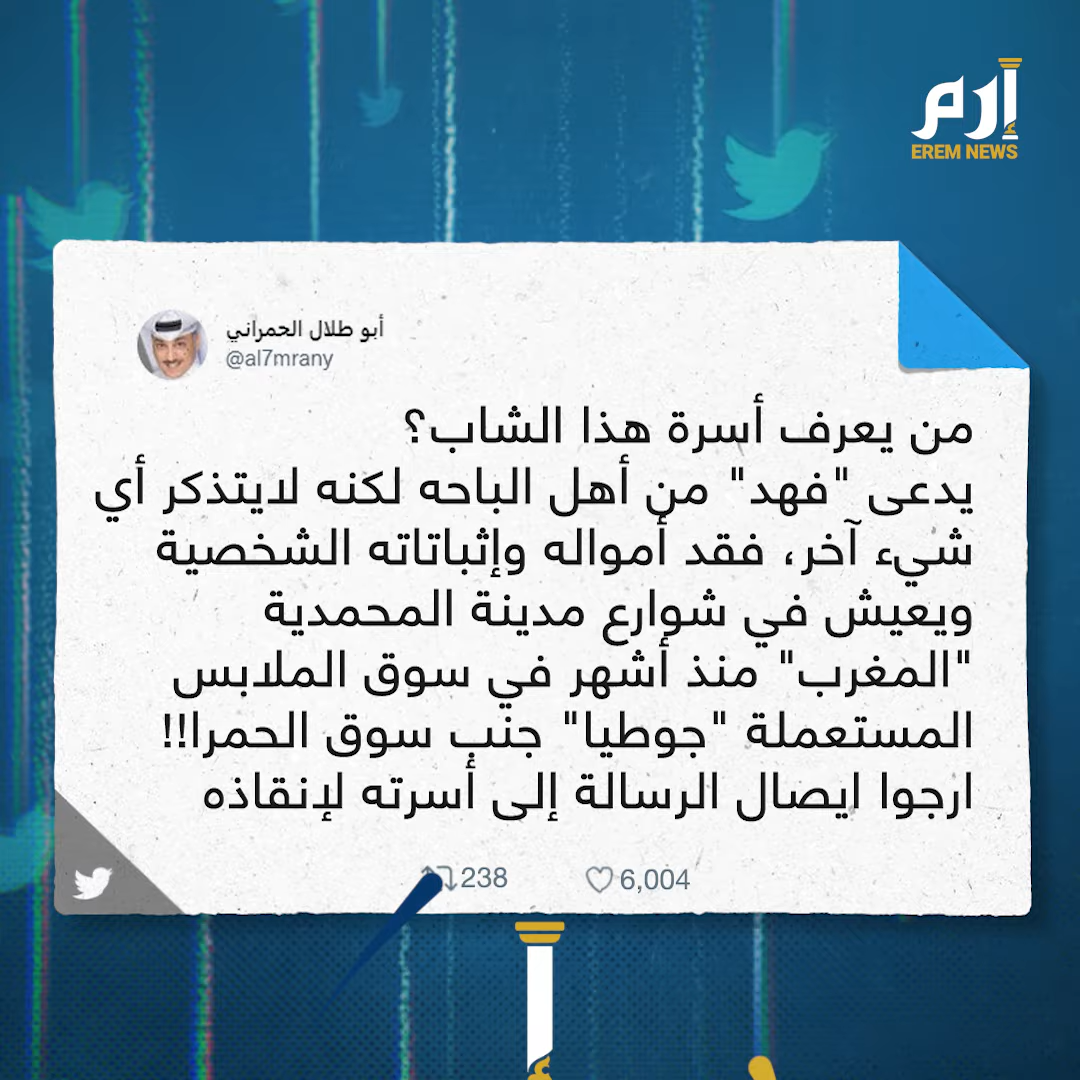 إرم
EREM NEWS
أبو طلال الحمراني
@al7mrany
من يعرف أسرة هذا الشاب؟
يدعى "فهد" من أهل الباحه لكنه لايتذكر أي
شيء آخر، فقد أمواله وإثباتاته الشخصية
ويعيش في شوارع مدينة المحمدية
"المغرب" منذ أشهر في سوق الملابس
المستعملة "جوطيا" جنب سوق الحمرا!!
ارجوا ايصال الرسالة إلى أسرته لإنقاذه
238 6,004